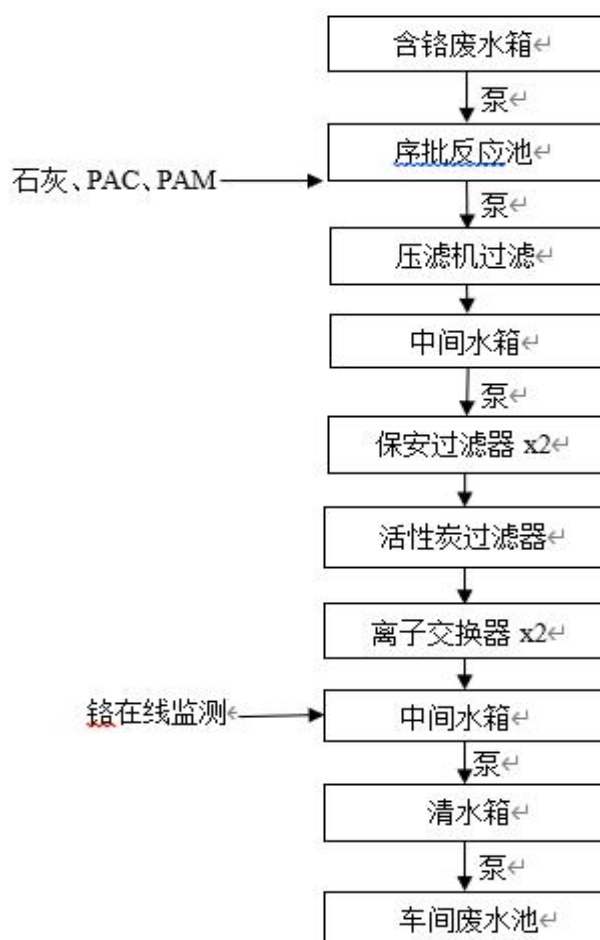 含铬废水箱↵
泵↵
序批反应池↵
石灰、PAC、PAM
泵↵
压滤机过滤↵
中间水箱↵
泵↵
保安过滤器 x2↵
活性炭过滤器↵
离子交换器 x2↵
铬在线监测↵
中间水箱↵
泵↵
清水箱↵
泵↵
车间废水池↵